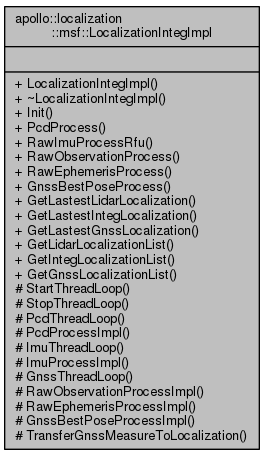 apollo::localization
::msf::LocalizationIntegImpl
+ LocalizationIntegImpl()
+ ~LocalizationIntegImpl()
+ Init()
+ PcdProcess()
+ RawImuProcessRfu()
+ RawObservationProcess()
+ RawEphemerisProcess()
+ GnssBestPoseProcess()
+ GetLastestLidarLocalization()
+ GetLastestIntegLocalization()
+ GetLastestGnssLocalization()
+ GetLidarLocalizationList()
+ GetIntegLocalizationList()
+ GetGnssLocalizationList()
# StartThreadLoop()
# StopThreadLoop()
# PcdThreadLoop()
# PcdProcessImpl()
# ImuThreadLoop()
# ImuProcessImpl()
# GnssThreadLoop()
# RawObservationProcessImpl()
# RawEphemerisProcessImpl()
# GnssBestPoseProcessImpl()
# TransferGnssMeasureToLocalization()